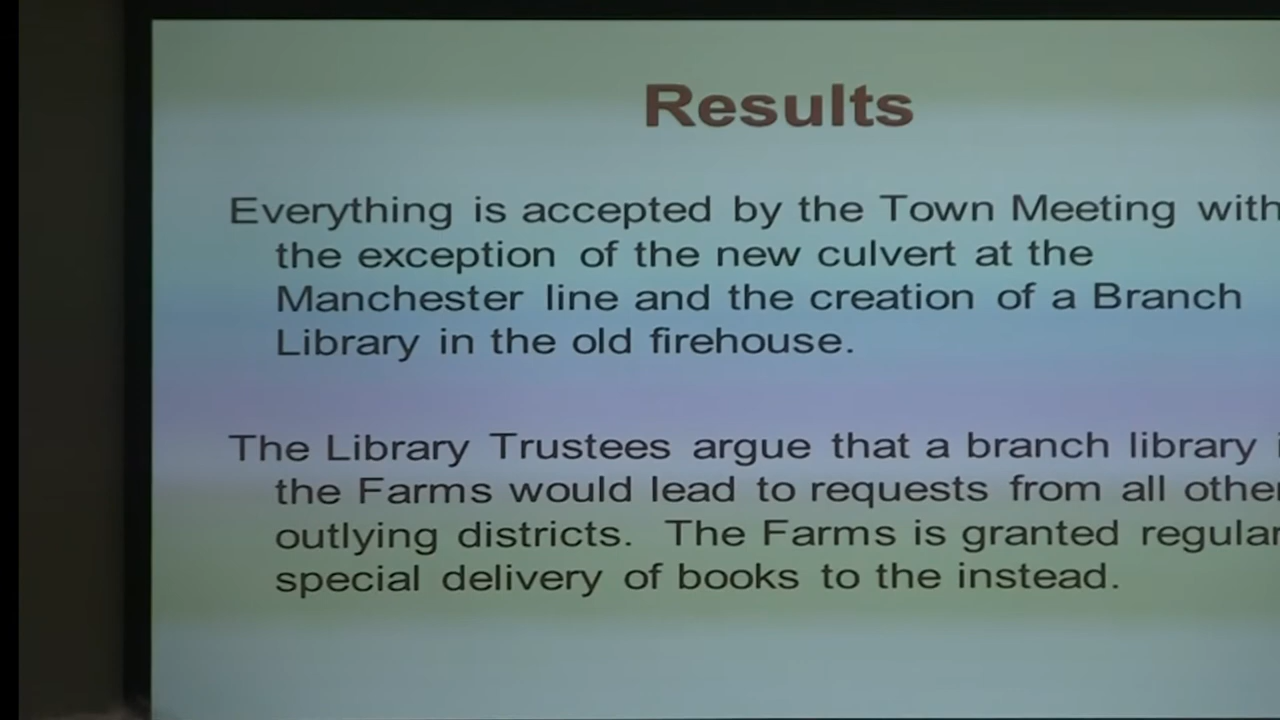 Results
Everything is accepted by the Town Meeting with
the exception of the new culvert at the
Manchester line and the creation of a Branch
Library in the old firehouse.
The Library Trustees argue that a branch library
the Farms would lead to requests from all other
outlying districts. The Farms is granted regular
special delivery of books to the instead.